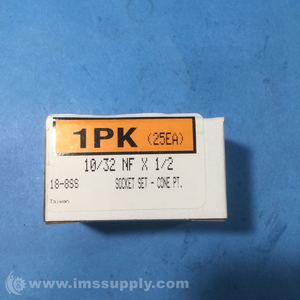 1PK (25EA)
10/32 NF X 1/2
18-8SS SOCKET SET - CONE PT.
Taiwan
© www.imssupply.com